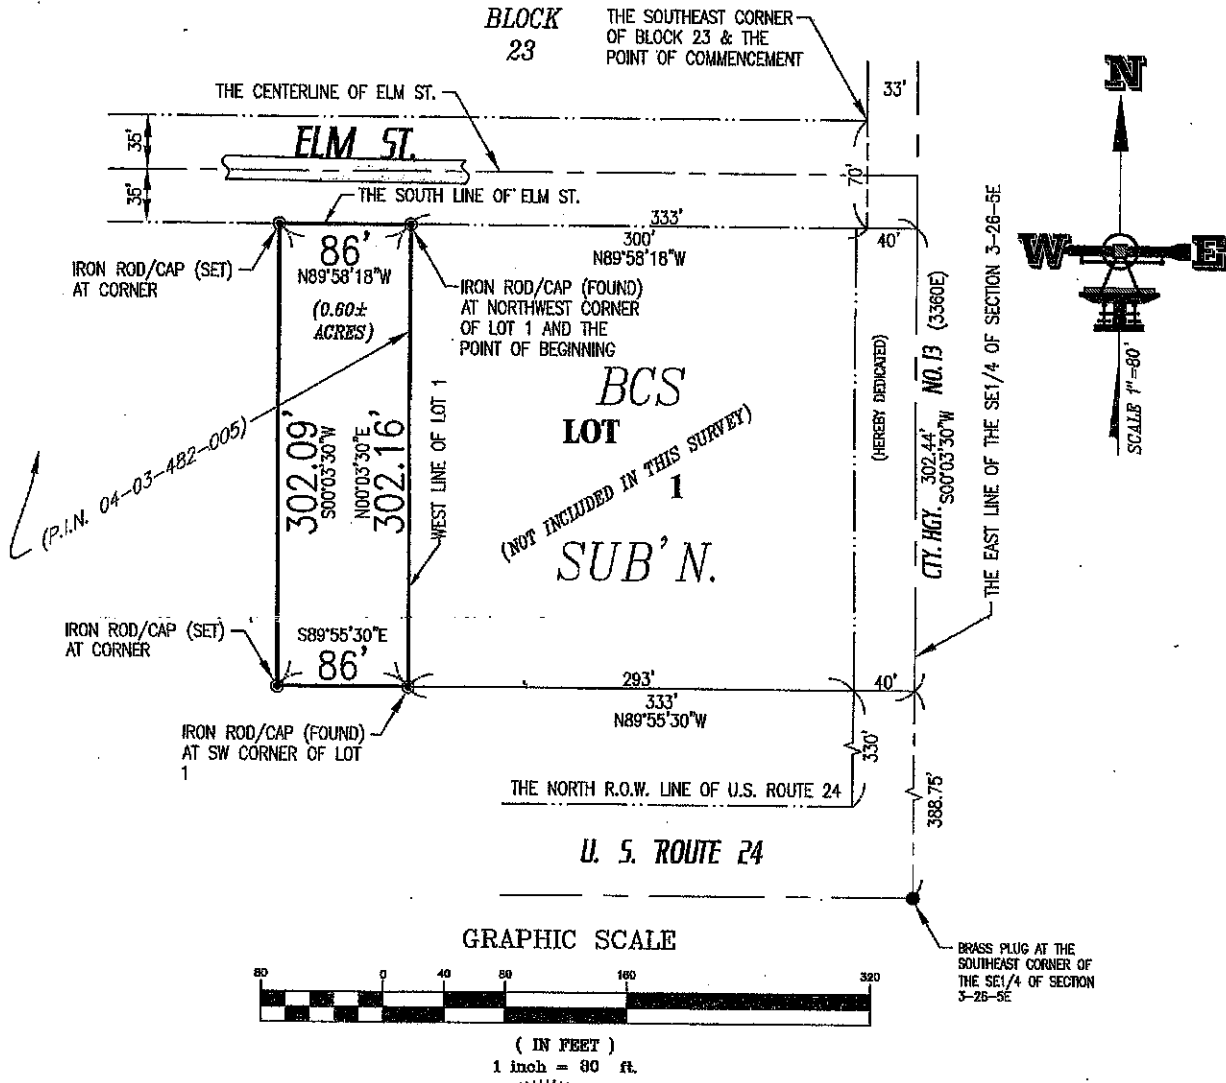 BLOCK
23
THE SOUTHEAST CORNER
OF BLOCK 23 & THE
POINT OF COMMENCEMENT
THE CENTERLINE OF ELM ST.
33'
N
35'
ELM ST.
35'
THE SOUTH LINE OF ELM ST.
70'
333'
300'
N89°58'18"W
40'
W
E
SCALE 1"=80'
IRON ROD/CAP (SET)
AT CORNER
86'
N89°58'18"W
(0.60±
ACRES)
IRON ROD/CAP (FOUND)
AT NORTHWEST CORNER
OF LOT 1 AND THE
POINT OF BEGINNING
BCS
LOT
1
(NOT INCLUDED IN THIS SURVEY)
SUB'N.
(HEREBY DEDICATED)
CTY. HGY. NO. 13 (3360E)
302.44'
S00°03'30"W
THE EAST LINE OF THE SE1/4 OF SECTION 3-26-5E
(P.I.N. 04-03-482-005)
302.09'
S00°03'30"W
N00°03'30"E
302.16'
WEST LINE OF LOT 1
IRON ROD/CAP (SET)
AT CORNER
S89°55'30"E
86'
293'
333'
N89°55'30"W
40'
IRON ROD/CAP (FOUND)
AT SW CORNER OF LOT
1
330'
388.75'
THE NORTH R.O.W. LINE OF U.S. ROUTE 24
U. S. ROUTE 24
BRASS PLUG AT THE
SOUTHEAST CORNER OF
THE SE1/4 OF SECTION
3-26-5E
GRAPHIC SCALE
80 0 40 80 160 320
( IN FEET )
1 inch = 80 ft.